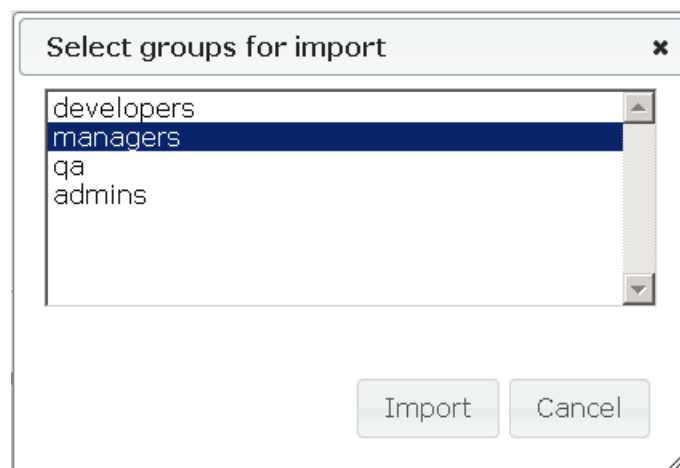 Select groups for import
developers
managers
qa
admins
Import
Cancel